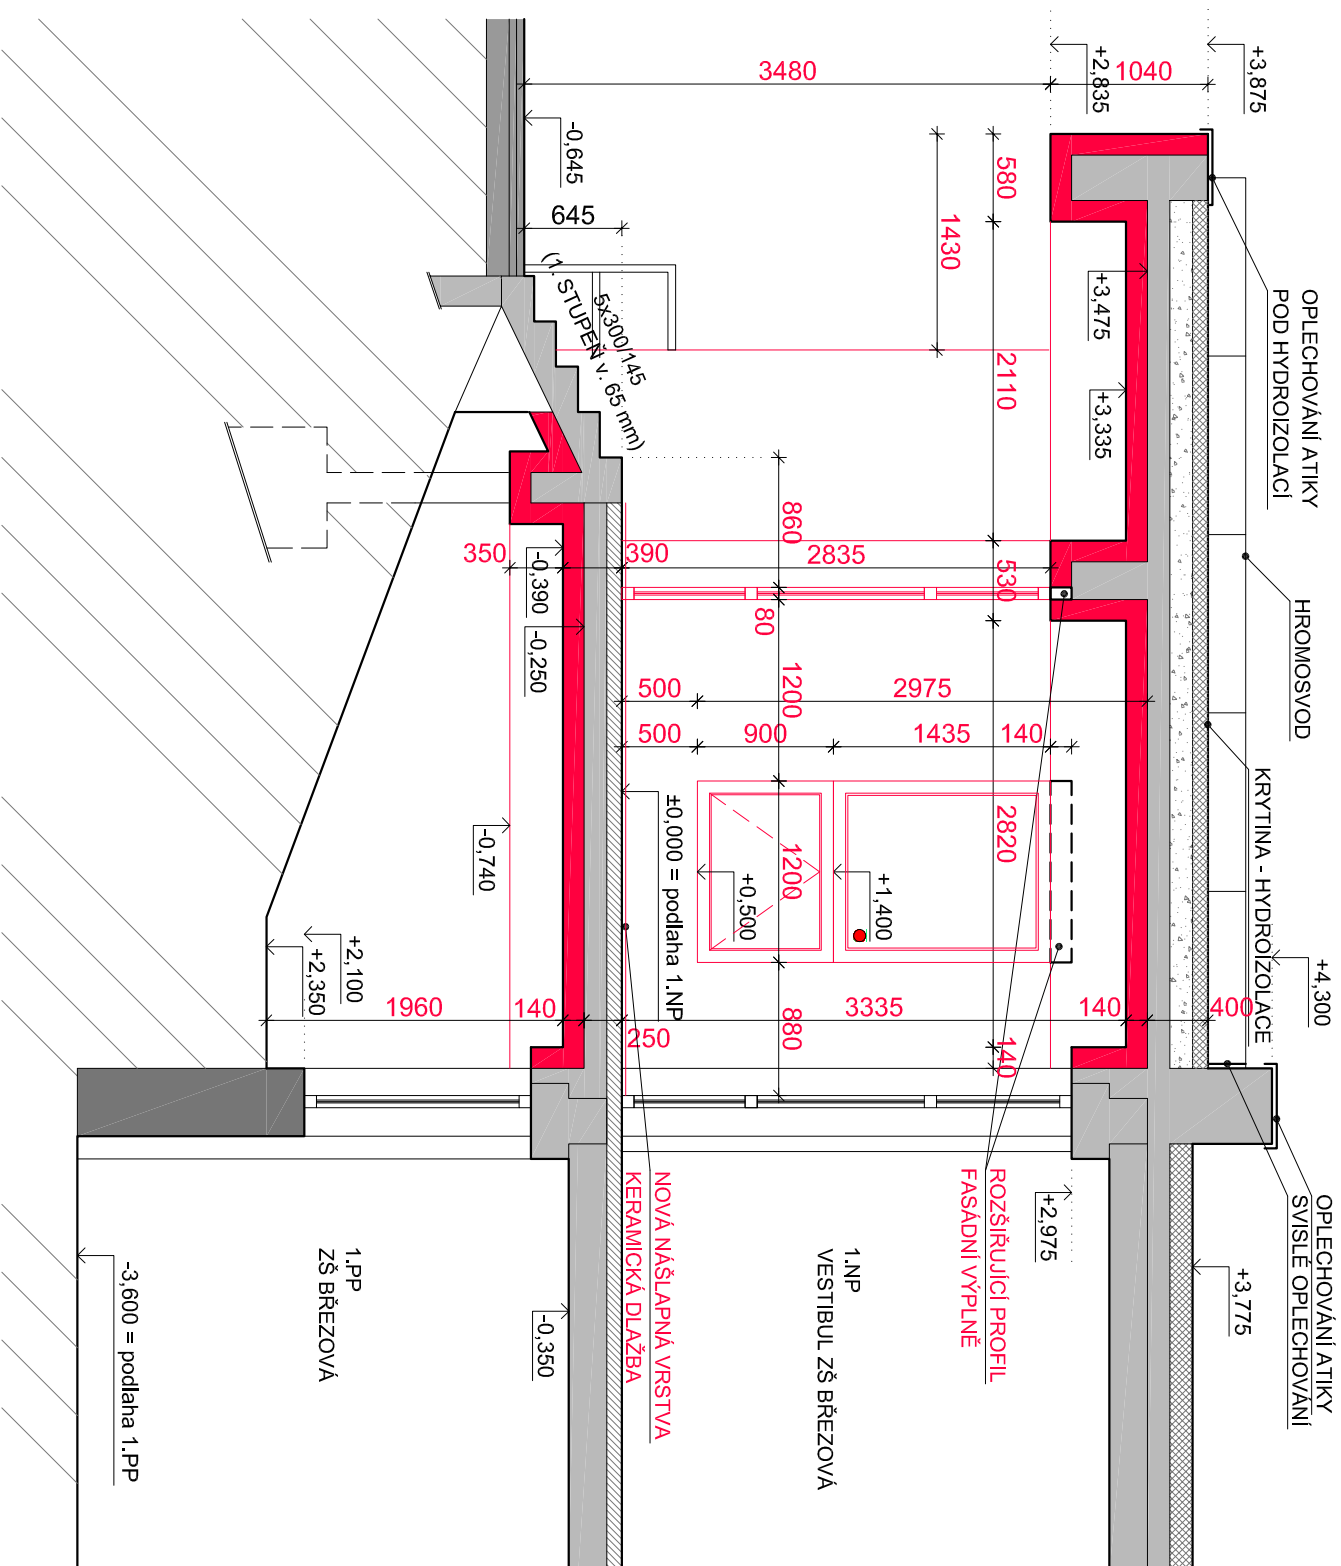 OPLECHOVÁNÍ ATIKY
POD HYDROIZOLACÍ
HROMOSVOD
KRYTINA - HYDROIZOLACE
OPLECHOVÁNÍ ATIKY
SVISLÉ OPLECHOVÁNÍ
+3,875
+2,835
+4,300
+3,775
1040
3480
-0,645
645
580
1430
+3,475
+3,335
2110
5x300/145
(1. STUPEŇ v. 65 mm)
860
2835
390
350
530
-0,390
-0,250
80
1200
2975
500
500
900
1435
140
2820
1200
+1,400
+0,500
±0,000 = podlaha 1.NP
-0,740
+2,100
+2,350
1960
140
250
880
3335
140
400
140
ROZŠIŘUJÍCÍ PROFIL
FASÁDNÍ VÝPLNĚ
+2,975
NOVÁ NÁŠLAPNÁ VRSTVA
KERAMICKÁ DLAŽBA
1.NP
VESTIBUL ZŠ BŘEZOVÁ
1.PP
ZŠ BŘEZOVÁ
-0,350
-3,600 = podlaha 1.PP